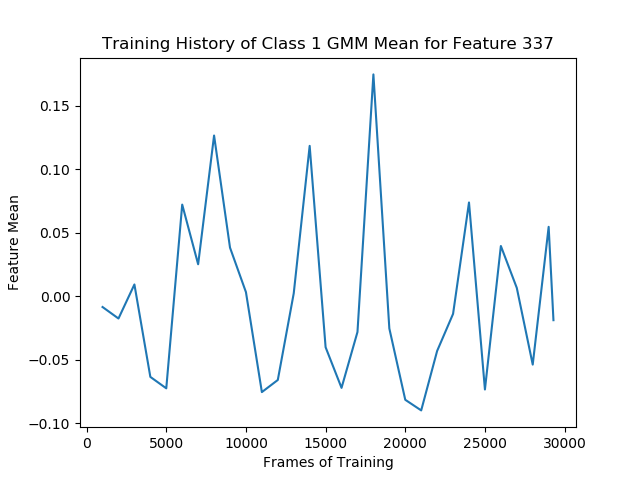 Training History of Class 1 GMM Mean for Feature 337
0.15
0.10
0.05
0.00
−0.05
−0.10
Feature Mean
0 5000 10000 15000 20000 25000 30000
Frames of Training